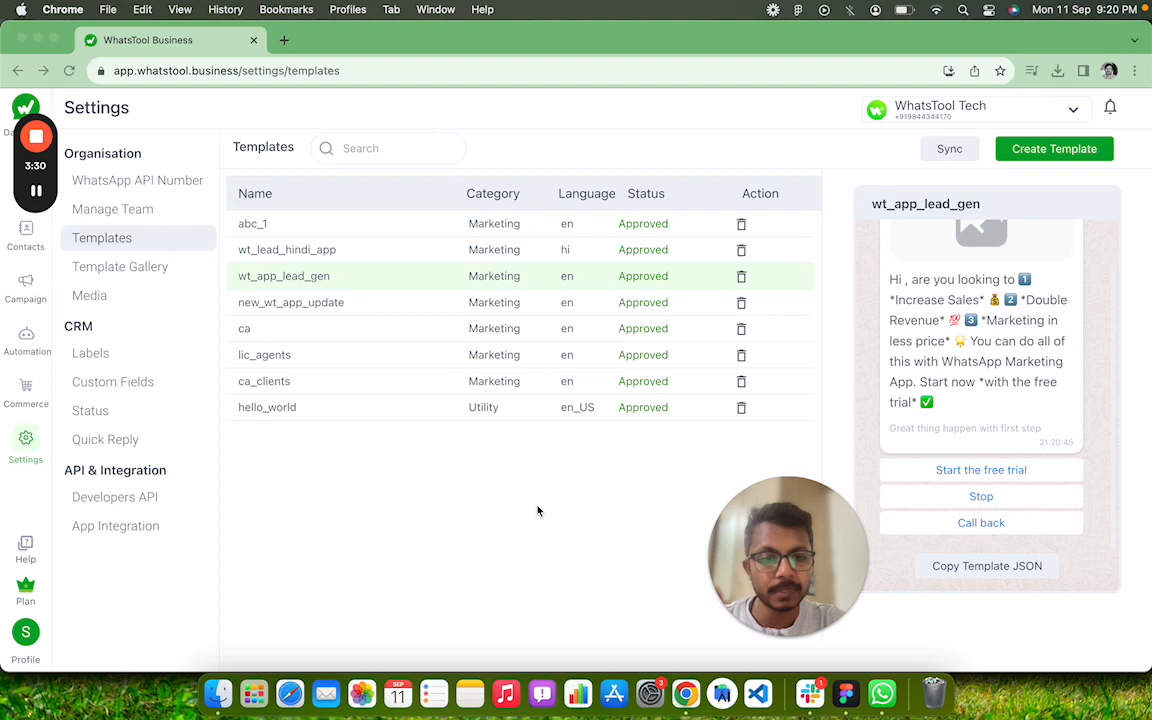 Chrome File Edit View History Bookmarks Profiles Tab Window Help Mon 11 Sep 9:20 PM
WhatsTool Business
app.whatstool.business/settings/templates
Settings
WhatsTool Tech
+919844344170
3:30
Organisation
WhatsApp API Number
Manage Team
Templates
Template Gallery
Media
CRM
Labels
Custom Fields
Status
Quick Reply
API & Integration
Developers API
App Integration
Contacts
Campaign
Automation
Commerce
Settings
Help
Plan
S
Profile
Templates Search Sync Create Template
Name Category Language Status Action
abc_1 Marketing en Approved
wt_lead_hindi_app Marketing hi Approved
wt_app_lead_gen Marketing en Approved
new_wt_app_update Marketing en Approved
ca Marketing en Approved
lic_agents Marketing en Approved
ca_clients Marketing en Approved
hello_world Utility en_US Approved
wt_app_lead_gen
Hi , are you looking to 1️⃣
*Increase Sales* 💰 2️⃣ *Double
Revenue* 💯 3️⃣ *Marketing in
less price* 🌟 You can do all of
this with WhatsApp Marketing
App. Start now *with the free
trial* ✅
Great thing happen with first step
21:20:45
Start the free trial
Stop
Call back
Copy Template JSON
SEP
11
3
1